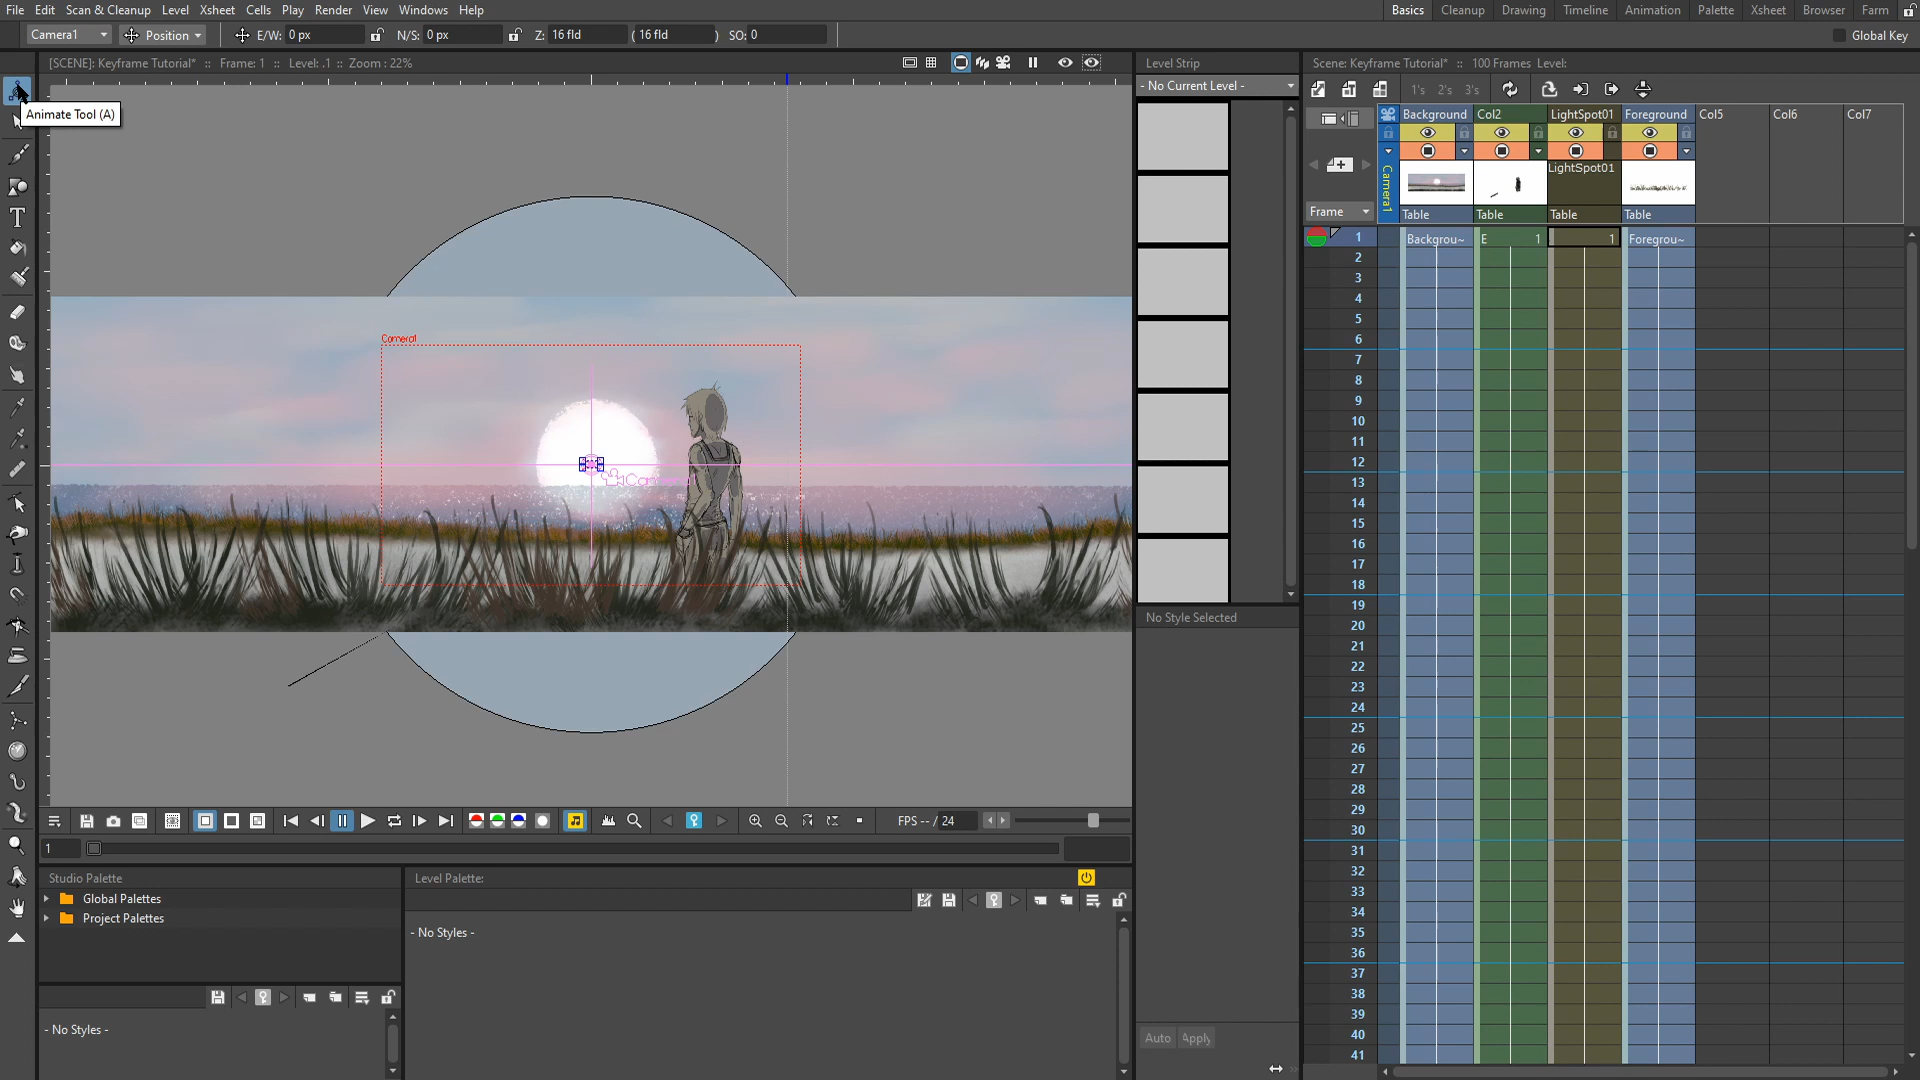 File Edit Scan & Cleanup Level Xsheet Cells Play Render Panels View Windows Help
Basics Cleanup Drawing Timeline Animation Palette Xsheet Browser Farm
Camera1 Position E/W: 0 px N/S: 0 px Z: 16 fld ( 16 fld ) SO: 0
Global Key
[SCENE]: Keyframe Tutorial* :: Frame: 1 :: Level: .1 :: Zoom : 22%
Level Strip
Scene: Keyframe Tutorial* :: 100 Frames Level:
- No Current Level -
1's 2's 3's
Animate Tool (A)
Background Col2 LightSpot01 Foreground Col5 Col6 Col7
LightSpot01
Camera1
Frame
Table Table Table Table
1 Backgrou~ E 1 1 Foregrou~
2
3
4
5
6
7
8
9
10
11
12
13
14
15
16
17
18
19
20
21
22
23
24
25
26
27
28
29
30
31
32
33
34
35
36
37
38
39
40
41
Camera1
No Style Selected
FPS -- / 24
1
Studio Palette
Global Palettes
Project Palettes
- No Styles -
Level Palette:
- No Styles -
Auto Apply